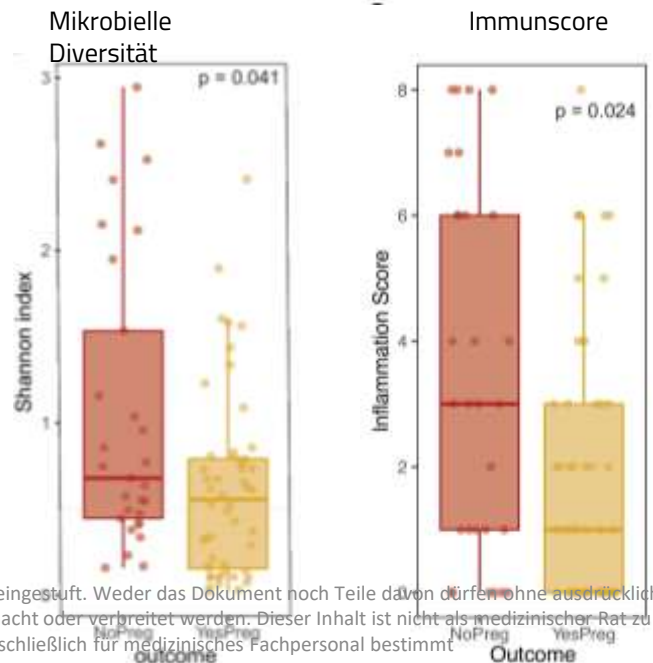 Mikrobielle
Diversität
Immunscore
3
p = 0.041
2
1
Shannon index
8
p = 0.024
6
4
2
Inflammation Score
eingestuft. Weder das Dokument noch Teile davon dürfen ohne ausdrücklich
acht oder verbreitet werden. Dieser Inhalt ist nicht als medizinischer Rat zu
schließlich für medizinisches Fachpersonal bestimmt
NoPreg YesPreg
outcome
NoPreg YesPreg
Outcome